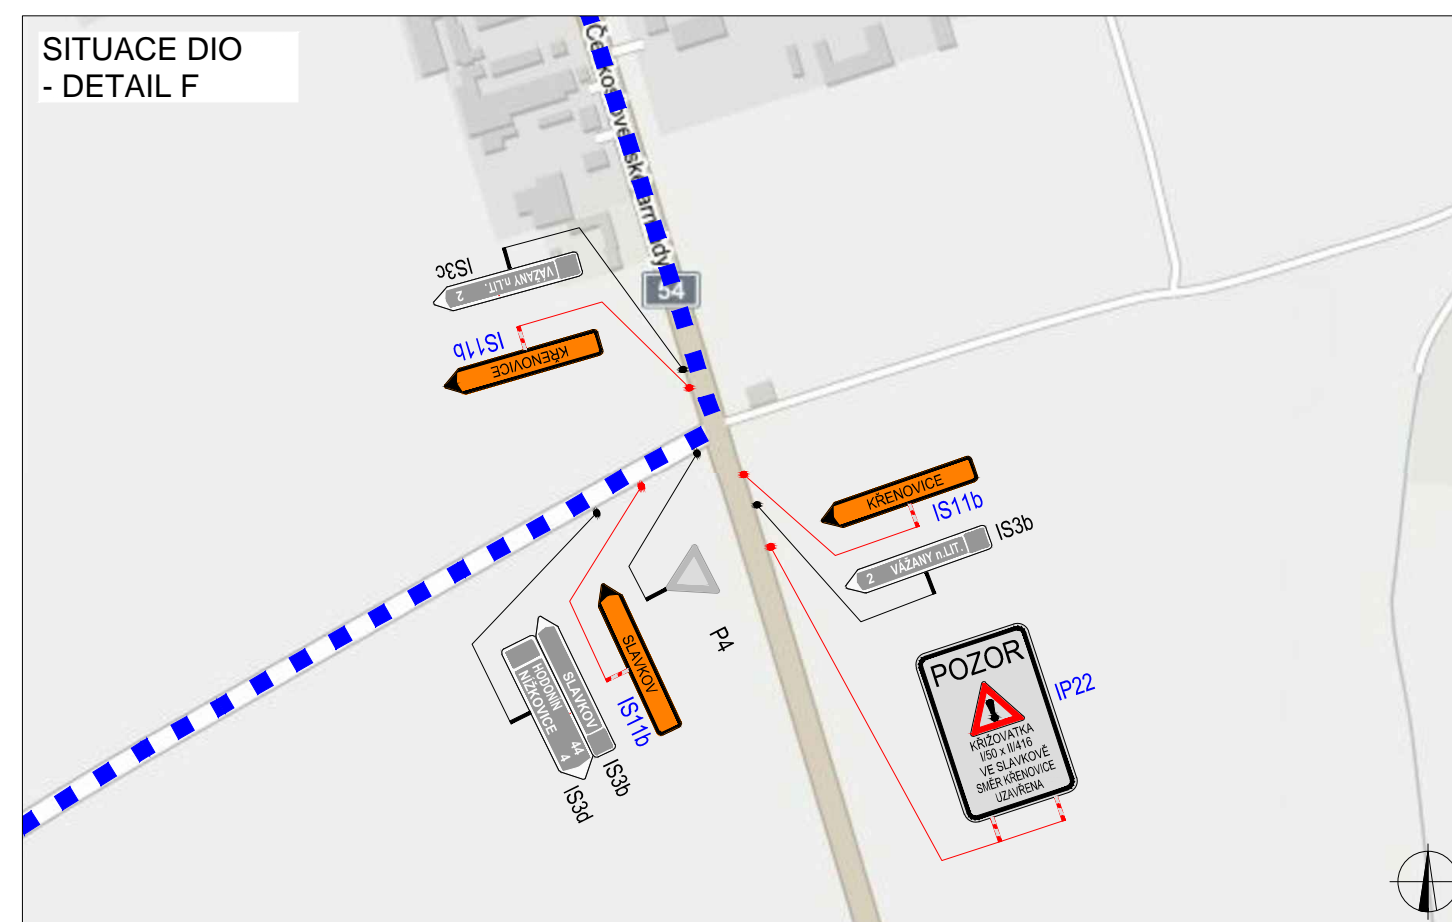 SITUACE DIO
- DETAIL F
Československé armády
54
IS3c
VÁŽANY n.LIT. 2
IS11b
KŘENOVICE
KŘENOVICE
IS11b
2 VÁŽANY n.LIT.
IS3b
P4
SLAVKOV
IS11b
SLAVKOV 44
HODONÍN
NÍŽKOVICE 4
IS3b
IS3d
POZOR
KŘIŽOVATKA
I/50 x II/416
VE SLAVKOVĚ
SMĚR KŘENOVICE
UZAVŘENA
IP22